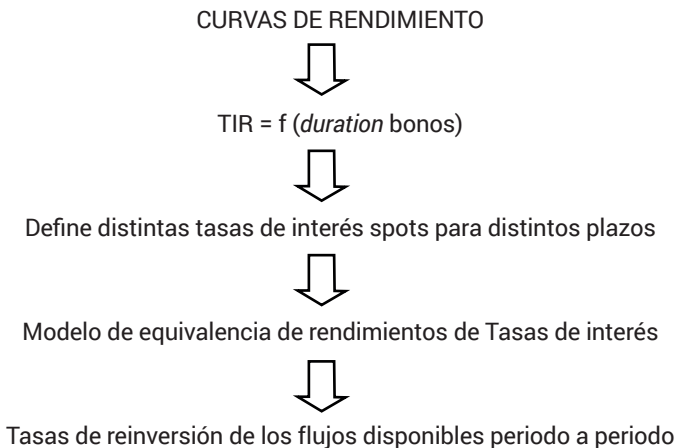 CURVAS DE RENDIMIENTO
TIR = f (duration bonos)
Define distintas tasas de interés spots para distintos plazos
Modelo de equivalencia de rendimientos de Tasas de interés
Tasas de reinversión de los flujos disponibles periodo a periodo